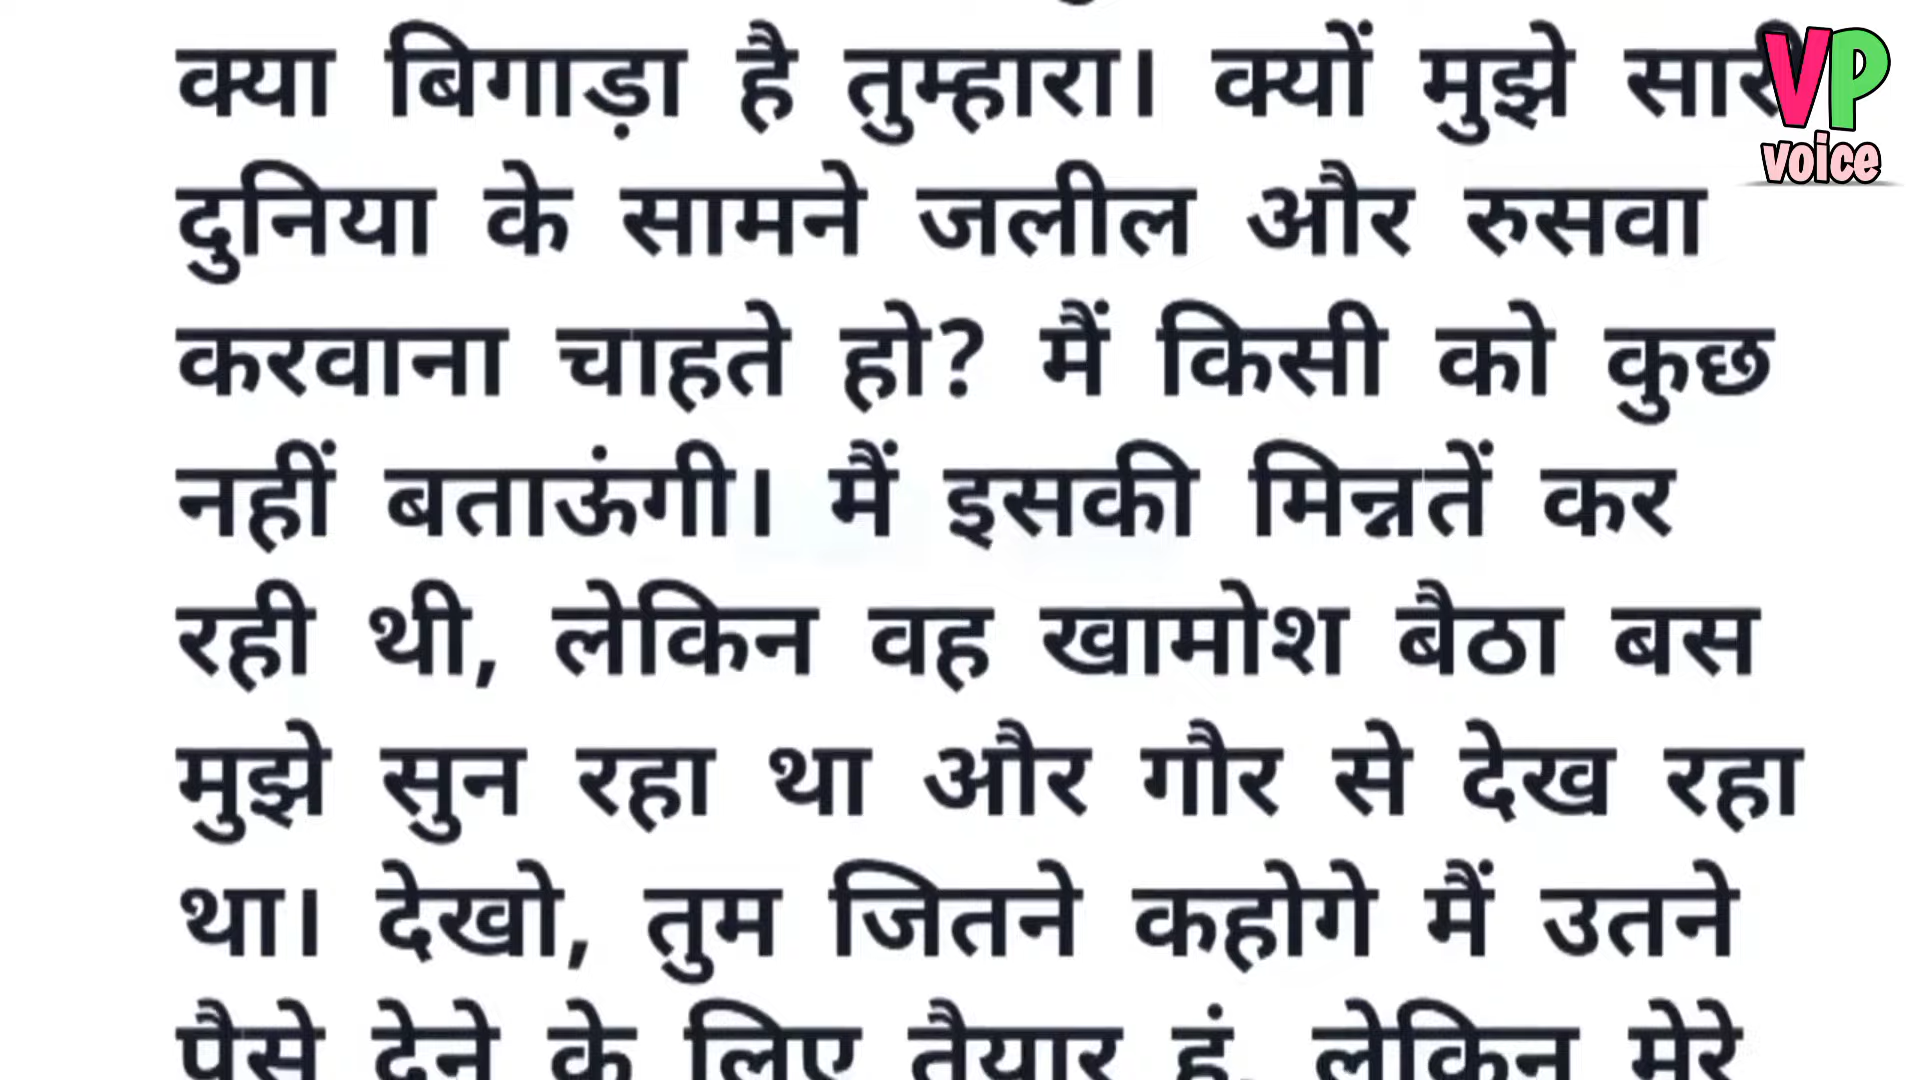 क्या बिगाड़ा है तुम्हारा। क्यों मुझे सारी
दुनिया के सामने जलील और रुसवा
करवाना चाहते हो? मैं किसी को कुछ
नहीं बताऊंगी। मैं इसकी मिन्नतें कर
रही थी, लेकिन वह खामोश बैठा बस
मुझे सुन रहा था और गौर से देख रहा
था। देखो, तुम जितने कहोगे मैं उतने
पैसे देने के लिए तैयार हूं, लेकिन मेरे
VP
voice